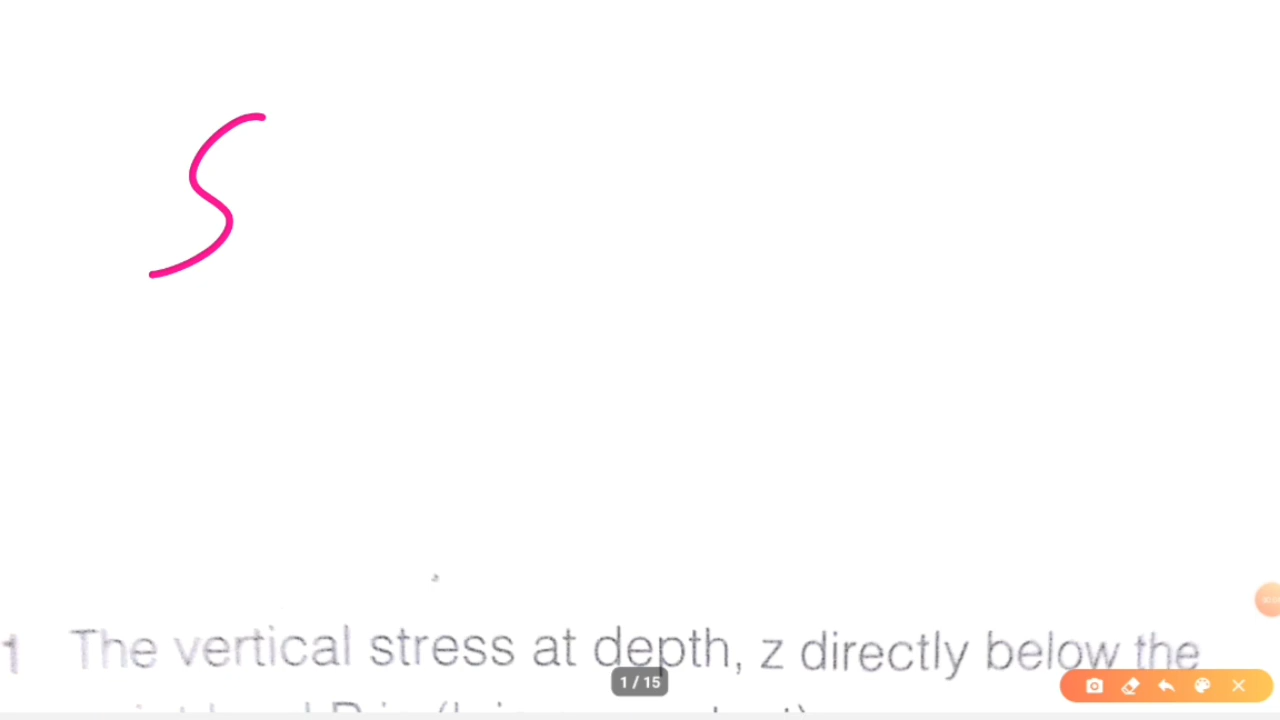 S
1 The vertical stress at depth, z directly below the
1 / 15